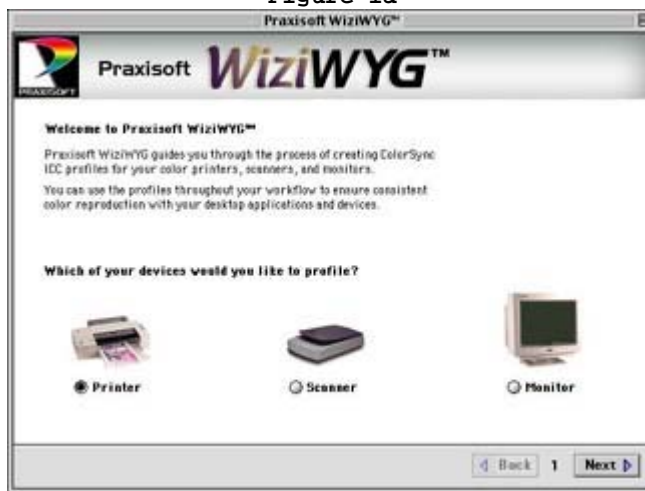 Figure 1a
Praxisoft WiziWYG™
PRAXISOFT
Praxisoft WiziWYG™
Welcome to Praxisoft WiziWYG™
Praxisoft WiziWYG guides you through the process of creating ColorSync
ICC profiles for your color printers, scanners, and monitors.
You can use the profiles throughout your workflow to ensure consistent
color reproduction with your desktop applications and devices.
Which of your devices would you like to profile?
Printer
Scanner
Monitor
Back 1 Next